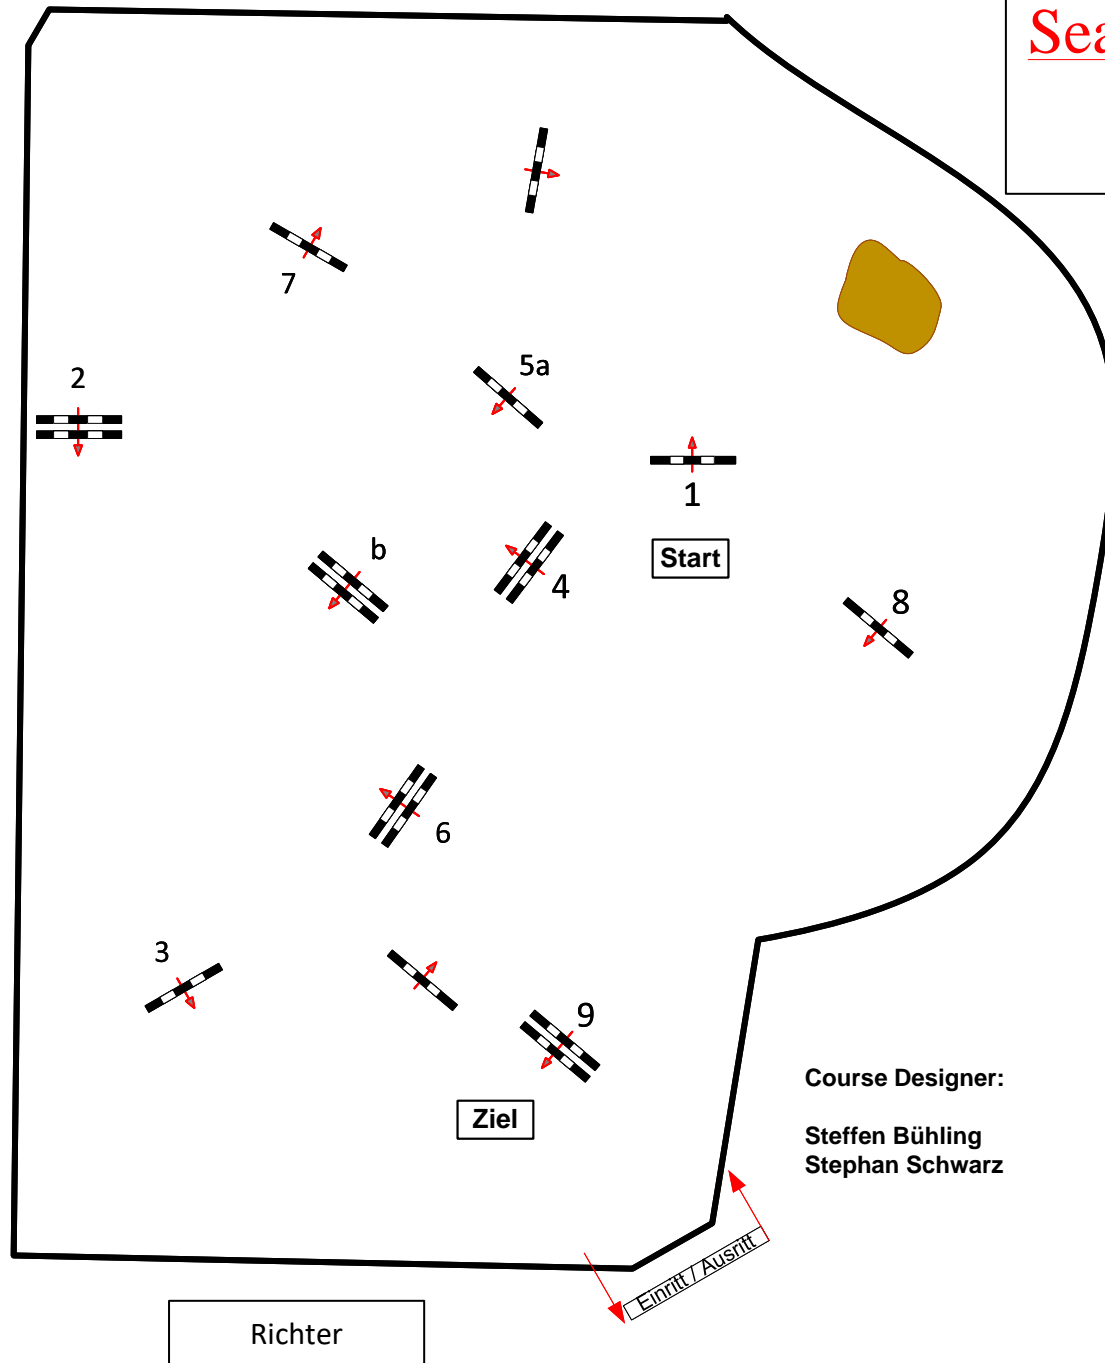 7
2
5a
1
Start
b
4
8
6
3
9
Ziel
Course Designer:
Steffen Bühling
Stephan Schwarz
Einritt / Ausritt
Richter